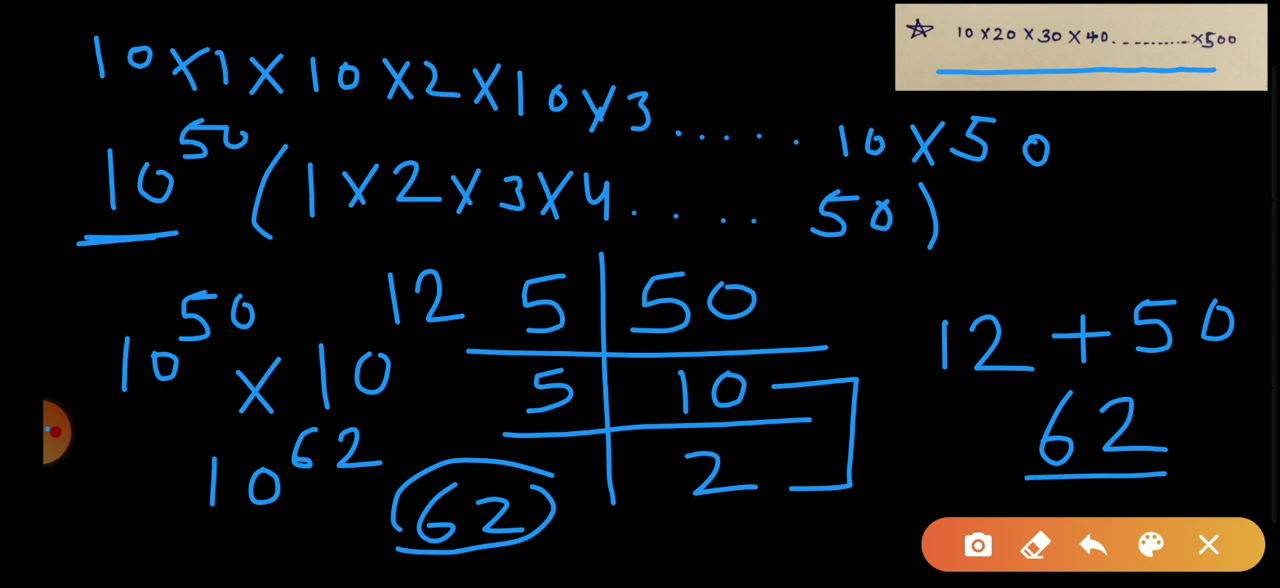 ☆ 10 x 20 x 30 x 40 ........... x 500
10 x 1 x 10 x 2 x 10 x 3 ...... 10 x 50
10^50 (1 x 2 x 3 x 4 .... 50)
12 5 | 50
5 | 10
2
10^50 x 10^12
10^62
62
12 + 50
62